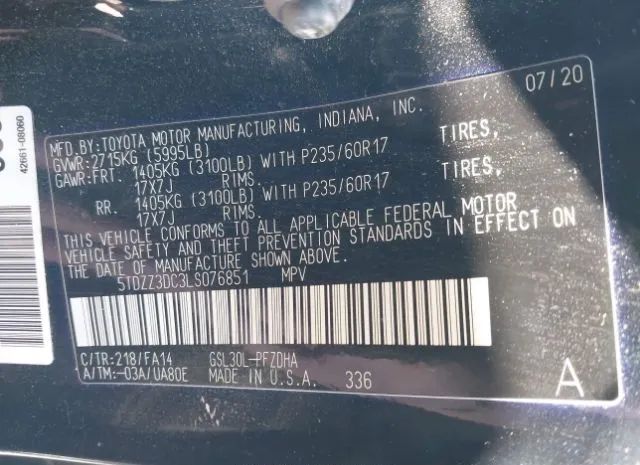 42661-08060
07/20
MFD.BY:TOYOTA MOTOR MANUFACTURING, INDIANA, INC.
GVWR:2715KG (5995LB)
GAWR:FRT. 1405KG (3100LB) WITH P235/60R17 TIRES,
17X7J RIMS.
RR. 1405KG (3100LB) WITH P235/60R17 TIRES,
17X7J RIMS.
THIS VEHICLE CONFORMS TO ALL APPLICABLE FEDERAL MOTOR
VEHICLE SAFETY AND THEFT PREVENTION STANDARDS IN EFFECT ON
THE DATE OF MANUFACTURE SHOWN ABOVE.
5TDZZ3DC3LS076851 MPV
C/TR:218/FA14 GSL30L-PFZDHA
A/TM:-03A/UA80E MADE IN U.S.A. 336 A